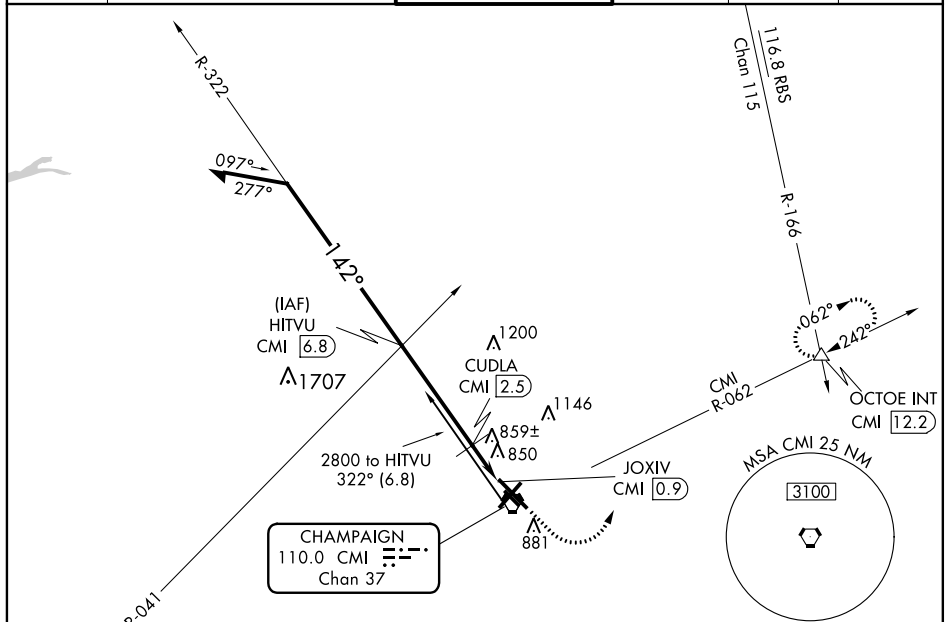 116.8 RBS
Chan 115
R-322
097°
277°
R-166
142°
(IAF)
HITVU
CMI 6.8
062°
242°
1200
CUDLA
CMI 2.5
1707
CMI
R-062
OCTOE INT
CMI 12.2
1146
859±
850
2800 to HITVU
322° (6.8)
JOXIV
CMI 0.9
MSA CMI 25 NM
3100
CHAMPAIGN
110.0 CMI
Chan 37
881
R-041